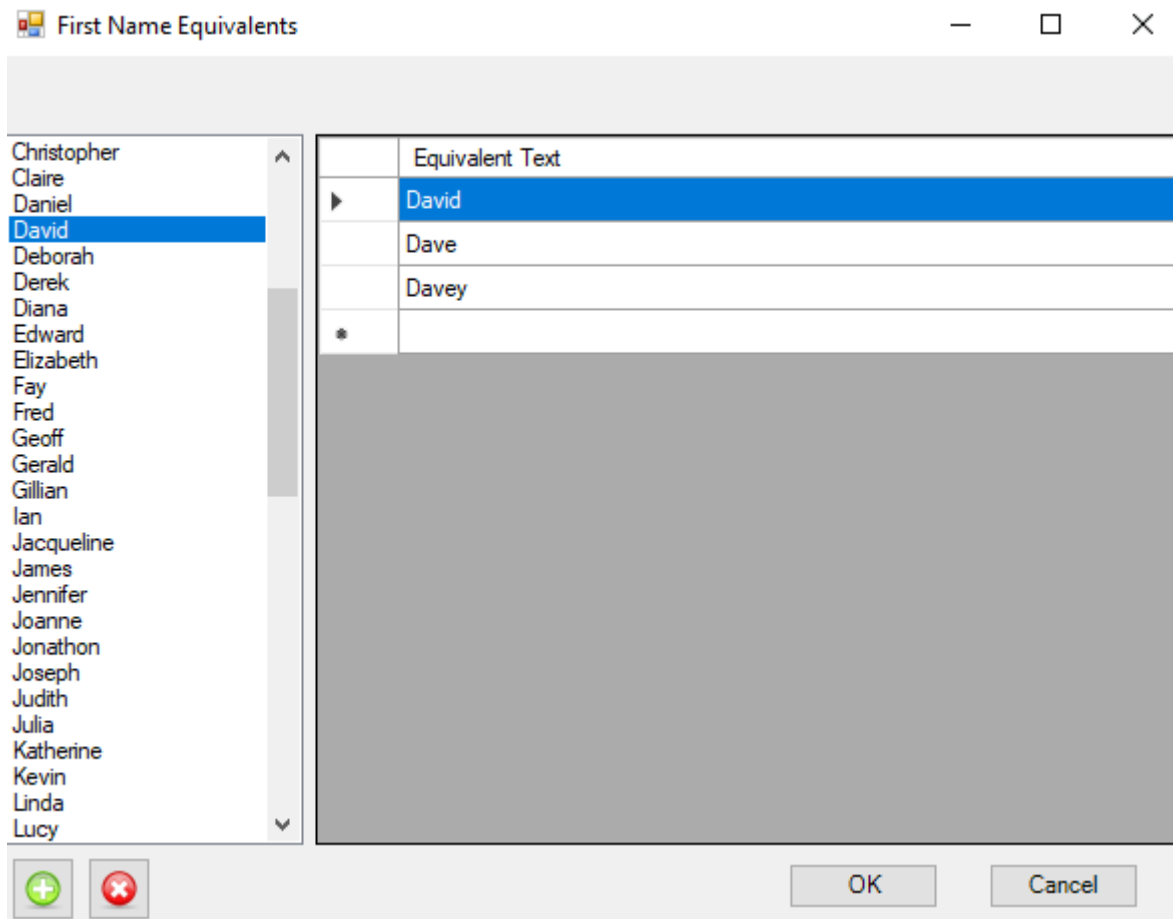 First Name Equivalents
Christopher
Claire
Daniel
David
Deborah
Derek
Diana
Edward
Elizabeth
Fay
Fred
Geoff
Gerald
Gillian
Ian
Jacqueline
James
Jennifer
Joanne
Jonathon
Joseph
Judith
Julia
Katherine
Kevin
Linda
Lucy
Equivalent Text
David
Dave
Davey
OK
Cancel